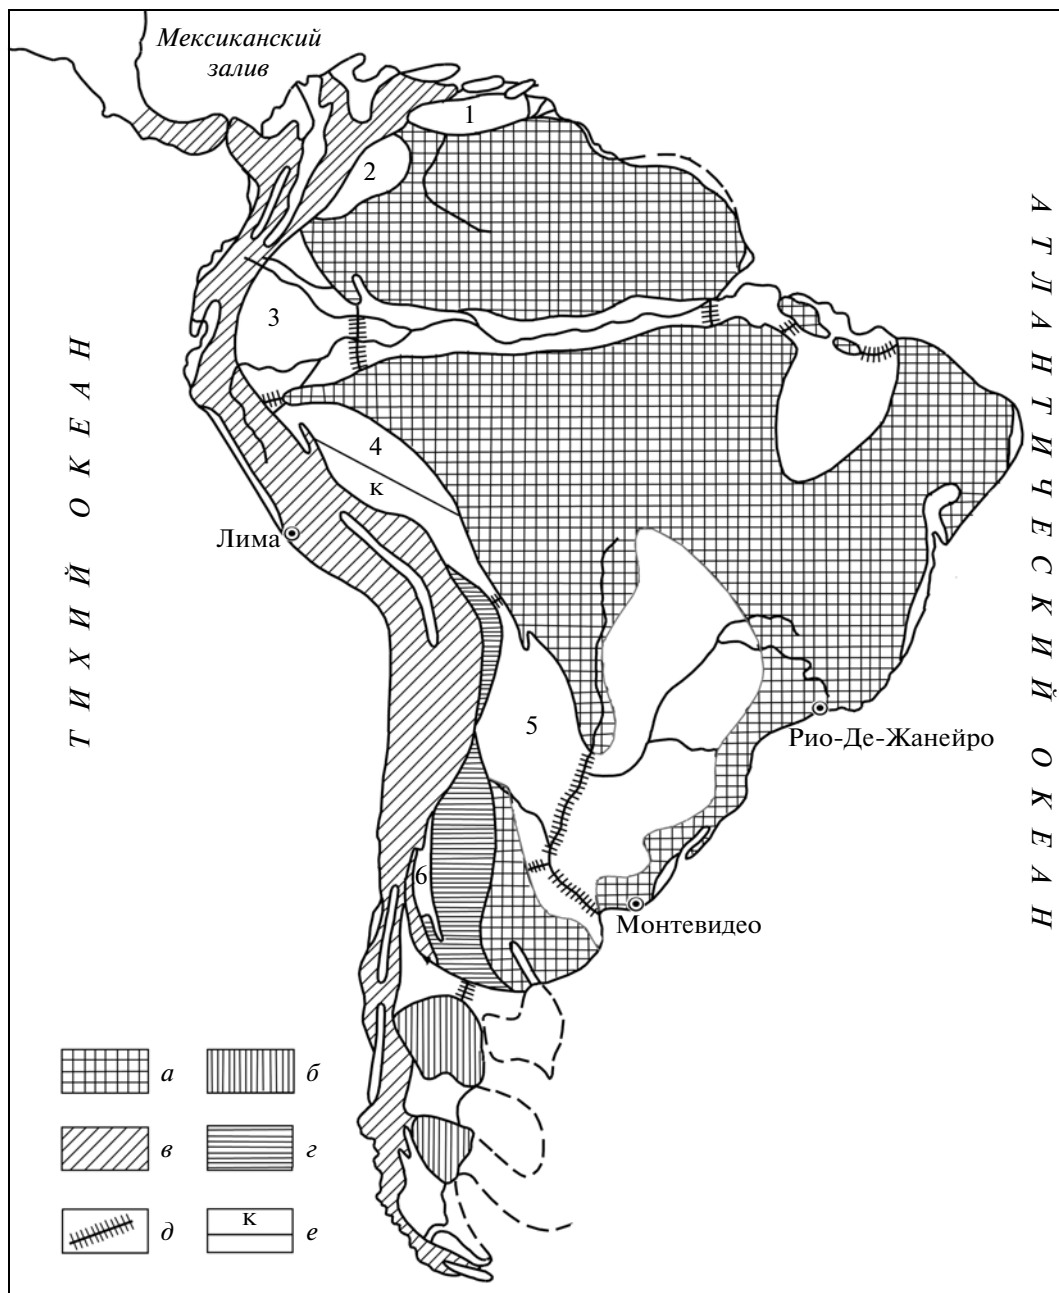 Мексиканский
залив
1
2
3
4
к
Лима
5
6
ТИХИЙ ОКЕАН
АТЛАНТИЧЕСКИЙ ОКЕАН
Рио-Де-Жанейро
Монтевидео
а
б
в
г
д
к
е